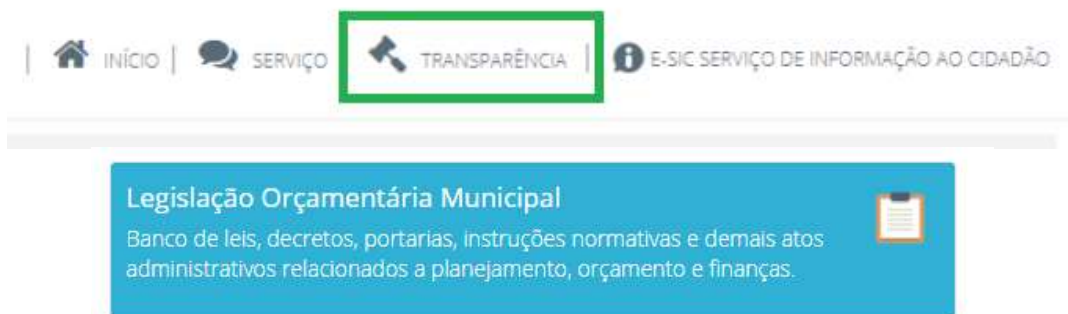 | INÍCIO | SERVIÇO TRANSPARÊNCIA | E-SIC SERVIÇO DE INFORMAÇÃO AO CIDADÃO
Legislação Orçamentária Municipal
Banco de leis, decretos, portarias, instruções normativas e demais atos
administrativos relacionados a planejamento, orçamento e finanças.